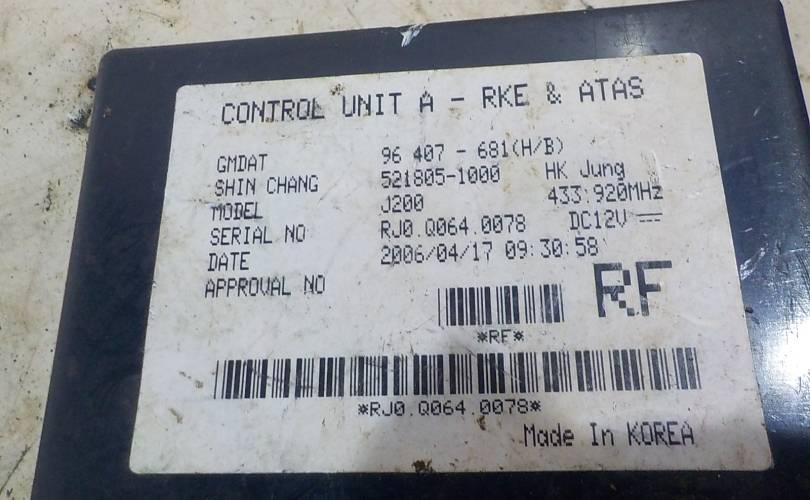 CONTROL UNIT A - RKE & ATAS
GMDAT 96 407 - 681(H/B)
SHIN CHANG 521805-1000 HK Jung
MODEL J200 433.920MHz
SERIAL NO RJ0.Q064.0078 DC12V
DATE 2006/04/17 09:30:58
APPROVAL NO
RF
*RF*
*RJ0.Q064.0078*
Made In KOREA